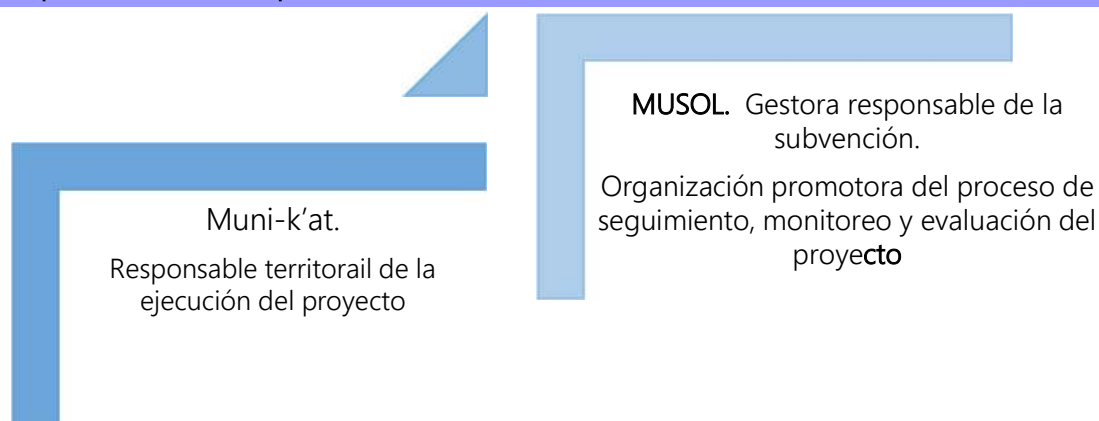 Muni-k’at.
Responsable territorail de la
ejecución del proyecto
MUSOL. Gestora responsable de la
subvención.
Organización promotora del proceso de
seguimiento, monitoreo y evaluación del
proyecto